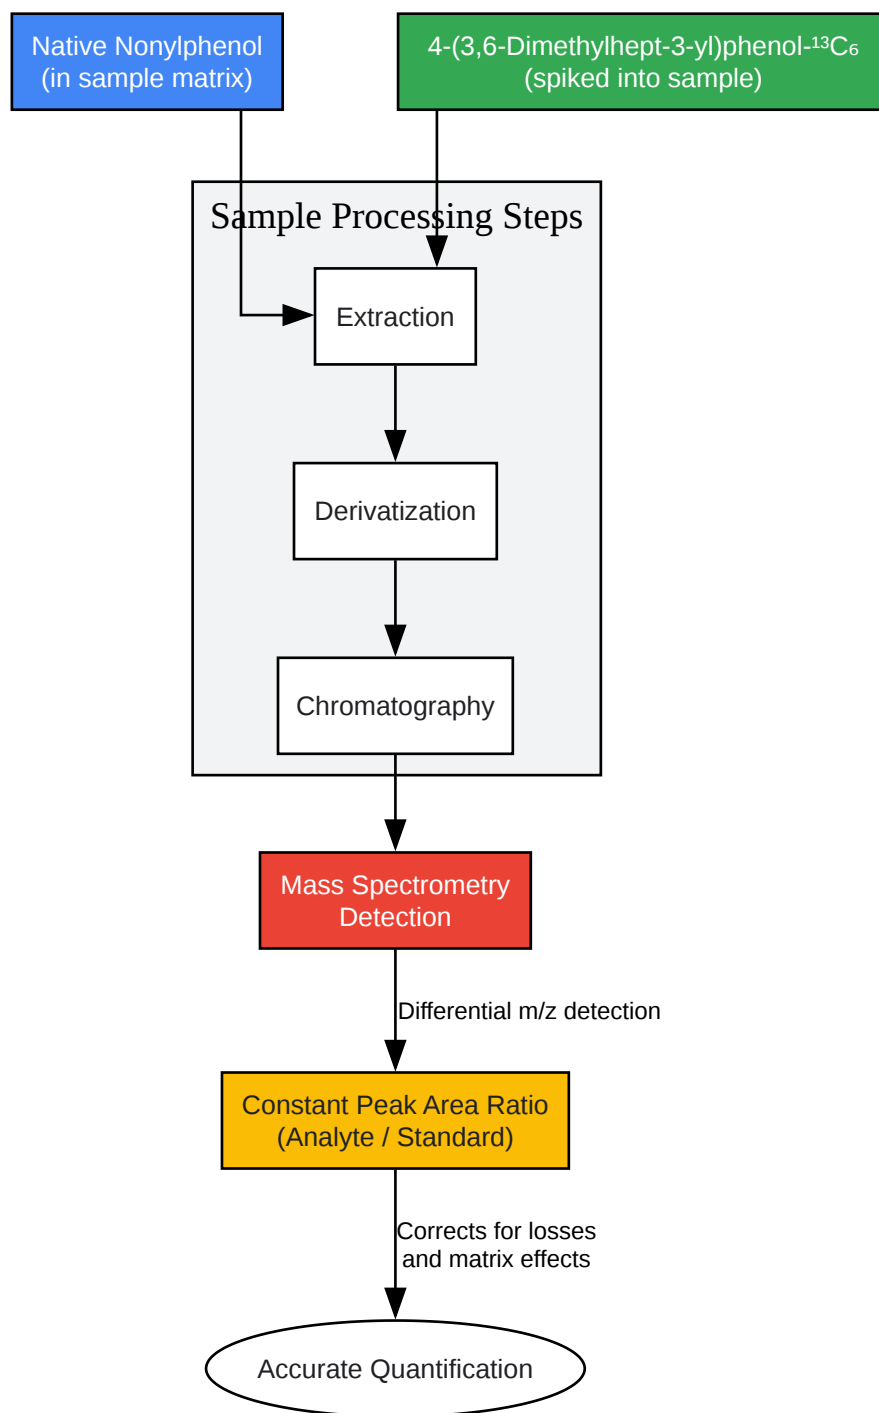 Native Nonylphenol
(in sample matrix)
4-(3,6-Dimethylhept-3-yl)phenol-¹³C₆
(spiked into sample)
Sample Processing Steps
Extraction
Derivatization
Chromatography
Mass Spectrometry
Detection
Differential m/z detection
Constant Peak Area Ratio
(Analyte / Standard)
Corrects for losses
and matrix effects
Accurate Quantification